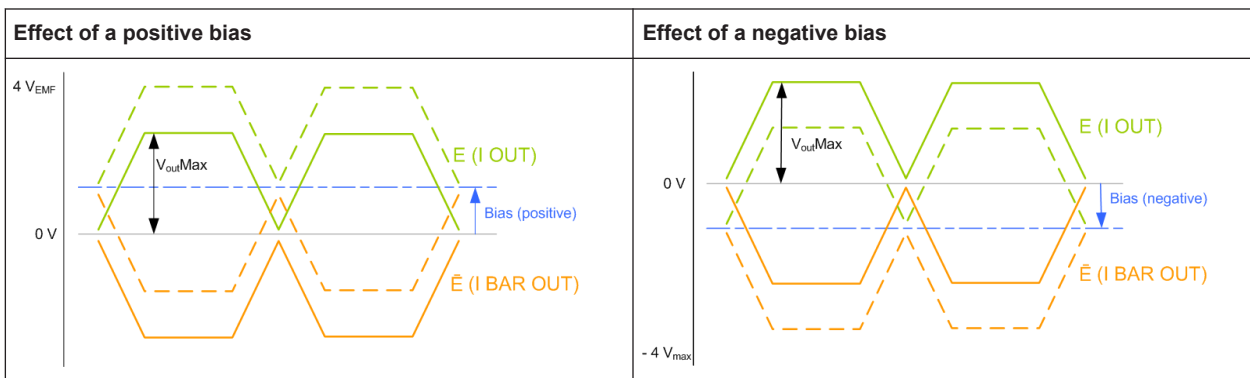 Effect of a positive bias
4 VEMF
VoutMax
E (I OUT)
Bias (positive)
0 V
Ē (I BAR OUT)
Effect of a negative bias
VoutMax
E (I OUT)
0 V
Bias (negative)
Ē (I BAR OUT)
- 4 Vmax